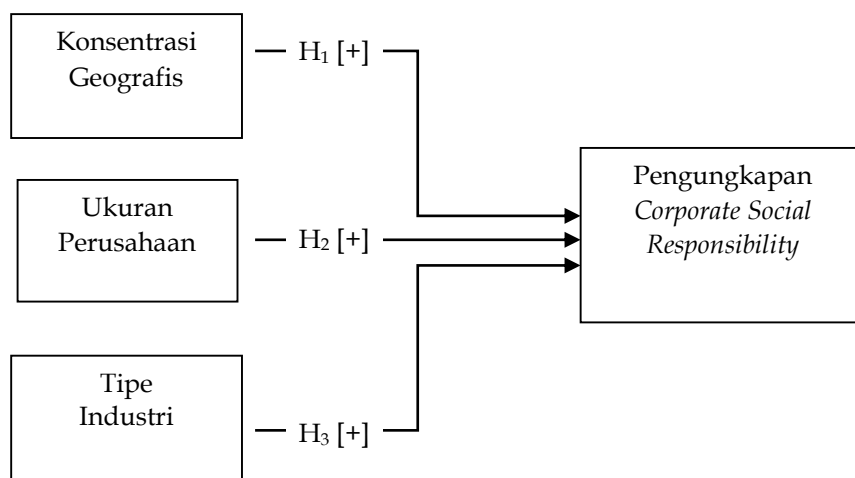 Konsentrasi
Geografis
H₁ [+]
Ukuran
Perusahaan
H₂ [+]
Tipe
Industri
H₃ [+]
Pengungkapan
Corporate Social
Responsibility